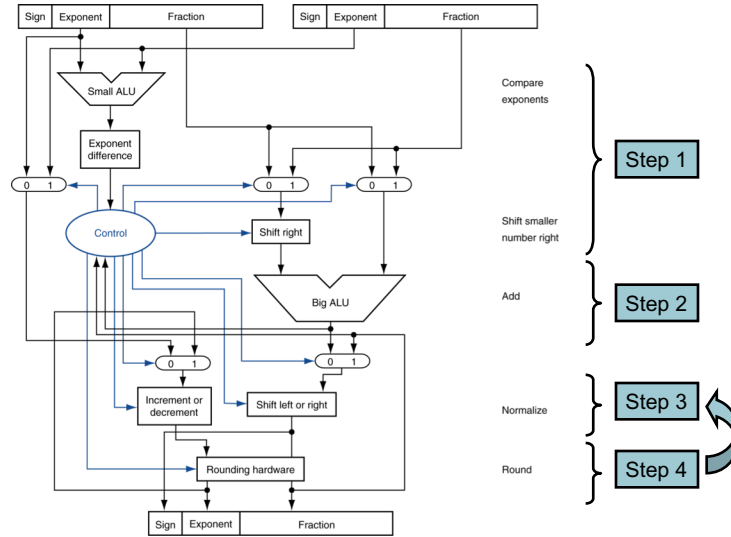 Sign Exponent Fraction
Sign Exponent Fraction
Small ALU
Compare
exponents
Exponent
difference
Step 1
0 1
0 1
0 1
Control
Shift right
Shift smaller
number right
Big ALU
Add
Step 2
0 1
0 1
Increment or
decrement
Shift left or right
Normalize
Step 3
Rounding hardware
Round
Step 4
Sign Exponent Fraction